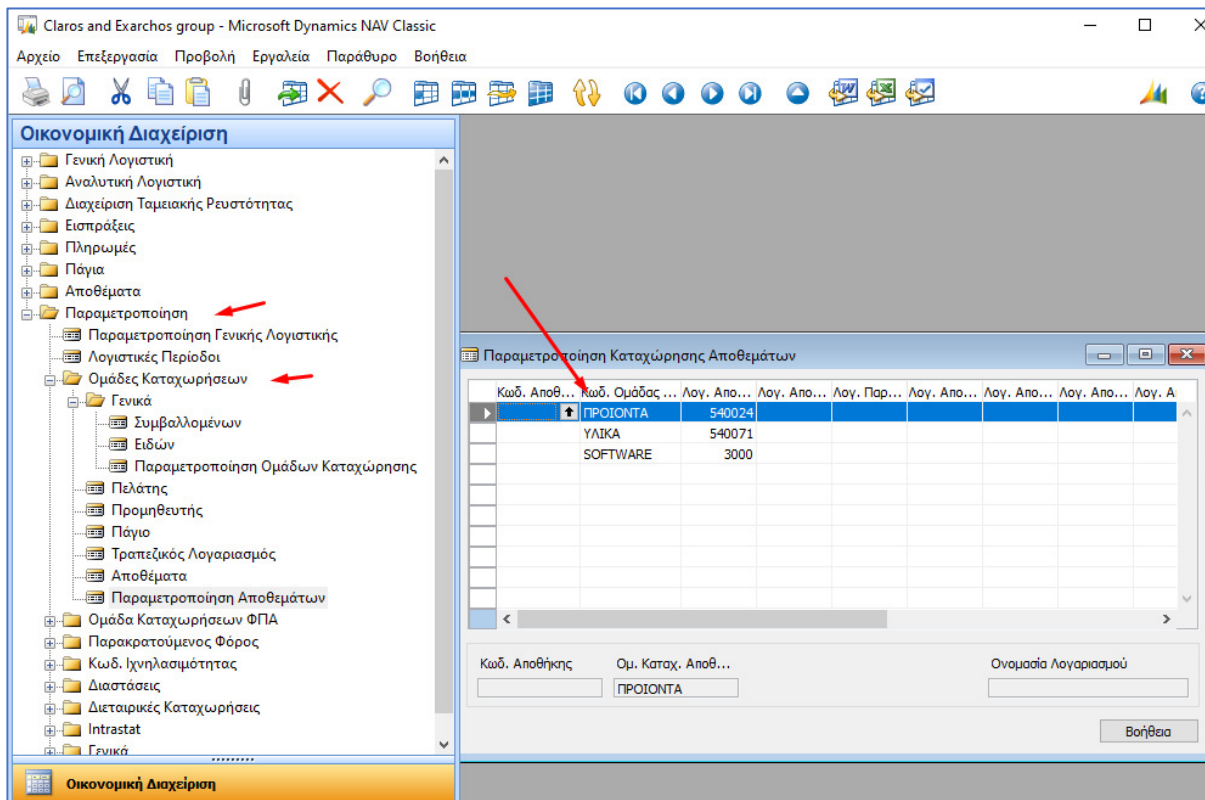 Claros and Exarchos group - Microsoft Dynamics NAV Classic
Αρχείο Επεξεργασία Προβολή Εργαλεία Παράθυρο Βοήθεια
Οικονομική Διαχείριση
Γενική Λογιστική
Αναλυτική Λογιστική
Διαχείριση Ταμειακής Ρευστότητας
Εισπράξεις
Πληρωμές
Πάγια
Αποθέματα
Παραμετροποίηση
Παραμετροποίηση Γενικής Λογιστικής
Λογιστικές Περίοδοι
Ομάδες Καταχωρήσεων
Γενικά
Συμβαλλομένων
Ειδών
Παραμετροποίηση Ομάδων Καταχώρησης
Πελάτης
Προμηθευτής
Πάγιο
Τραπεζικός Λογαριασμός
Αποθέματα
Παραμετροποίηση Αποθεμάτων
Ομάδα Καταχωρήσεων ΦΠΑ
Παρακρατούμενος Φόρος
Κωδ. Ιχνηλασιμότητας
Διαστάσεις
Διεταιρικές Καταχωρήσεις
Intrastat
Γενικά
Οικονομική Διαχείριση
Παραμετροποίηση Καταχώρησης Αποθεμάτων
Κωδ. Αποθ... Κωδ. Ομάδας ... Λογ. Απο... Λογ. Απο... Λογ. Παρ... Λογ. Απο... Λογ. Απο... Λογ. Απο... Λογ. Α
ΠΡΟΙΟΝΤΑ 540024
ΥΛΙΚΑ 540071
SOFTWARE 3000
Κωδ. Αποθήκης Ομ. Καταχ. Αποθ... Ονομασία Λογαριασμού
ΠΡΟΙΟΝΤΑ
Βοήθεια